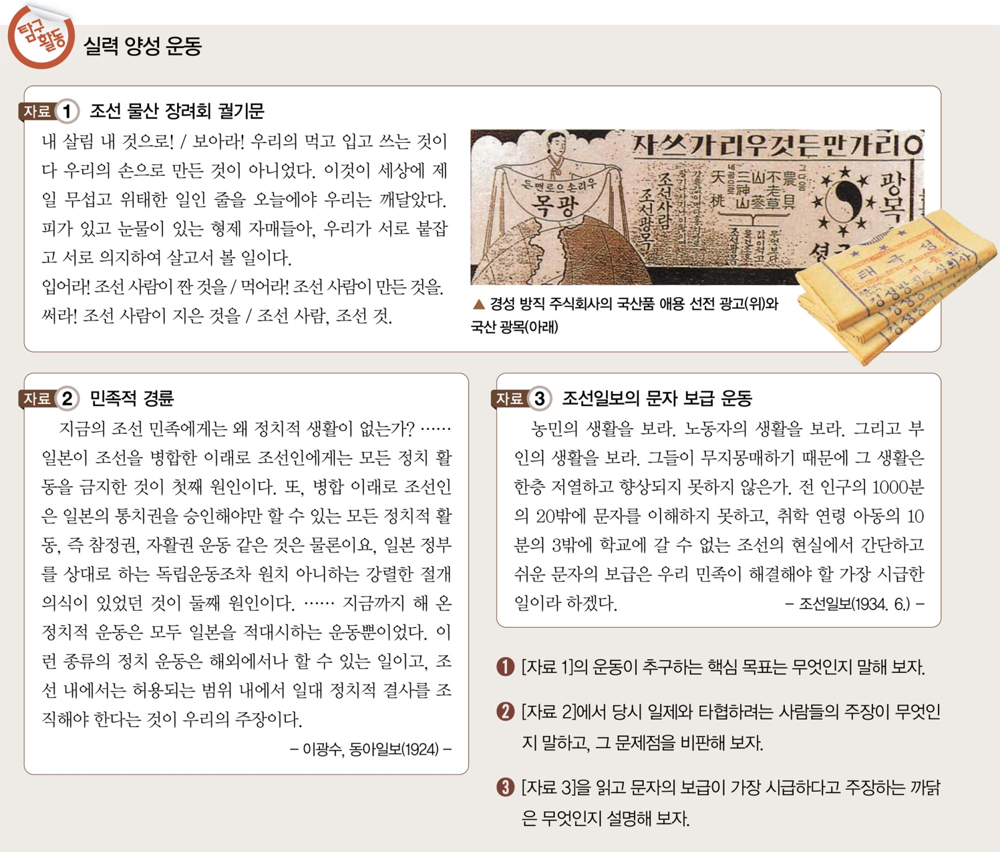 탐구
활동
실력 양성 운동
자료 1 조선 물산 장려회 궐기문
내 살림 내 것으로! / 보아라! 우리의 먹고 입고 쓰는 것이
다 우리의 손으로 만든 것이 아니었다. 이것이 세상에 제
일 무섭고 위태한 일인 줄을 오늘에야 우리는 깨달았다.
피가 있고 눈물이 있는 형제 자매들아, 우리가 서로 붙잡
고 서로 의지하여 살고서 볼 일이다.
입어라! 조선 사람이 짠 것을 / 먹어라! 조선 사람이 만든 것을.
써라! 조선 사람이 지은 것을 / 조선 사람, 조선 것.
자쓰가리우것든만가리우
우리손으로맨든
광목
조선사람
조선광목
그다음
農具
不老草
山蔘
三神山
天桃
조선광목
광목
태극성
경성방직주식회사
▲ 경성 방직 주식회사의 국산품 애용 선전 광고(위)와
국산 광목(아래)
자료 2 민족적 경륜
지금의 조선 민족에게는 왜 정치적 생활이 없는가? ……
일본이 조선을 병합한 이래로 조선인에게는 모든 정치 활
동을 금지한 것이 첫째 원인이다. 또, 병합 이래로 조선인
은 일본의 통치권을 승인해야만 할 수 있는 모든 정치적 활
동, 즉 참정권, 자활권 운동 같은 것은 물론이요, 일본 정부
를 상대로 하는 독립운동조차 원치 아니하는 강렬한 절개
의식이 있었던 것이 둘째 원인이다. …… 지금까지 해 온
정치적 운동은 모두 일본을 적대시하는 운동뿐이었다. 이
런 종류의 정치 운동은 해외에서나 할 수 있는 일이고, 조
선 내에서는 허용되는 범위 내에서 일대 정치적 결사를 조
직해야 한다는 것이 우리의 주장이다.
– 이광수, 동아일보(1924) –
자료 3 조선일보의 문자 보급 운동
농민의 생활을 보라. 노동자의 생활을 보라. 그리고 부
인의 생활을 보라. 그들이 무지몽매하기 때문에 그 생활은
한층 저열하고 향상되지 못하지 않은가. 전 인구의 1000분
의 20밖에 문자를 이해하지 못하고, 취학 연령 아동의 10
분의 3밖에 학교에 갈 수 없는 조선의 현실에서 간단하고
쉬운 문자의 보급은 우리 민족이 해결해야 할 가장 시급한
일이라 하겠다.
– 조선일보(1934. 6.) –
❶ [자료 1]의 운동이 추구하는 핵심 목표는 무엇인지 말해 보자.
❷ [자료 2]에서 당시 일제와 타협하려는 사람들의 주장이 무엇인
지 말하고, 그 문제점을 비판해 보자.
❸ [자료 3]을 읽고 문자의 보급이 가장 시급하다고 주장하는 까닭
은 무엇인지 설명해 보자.